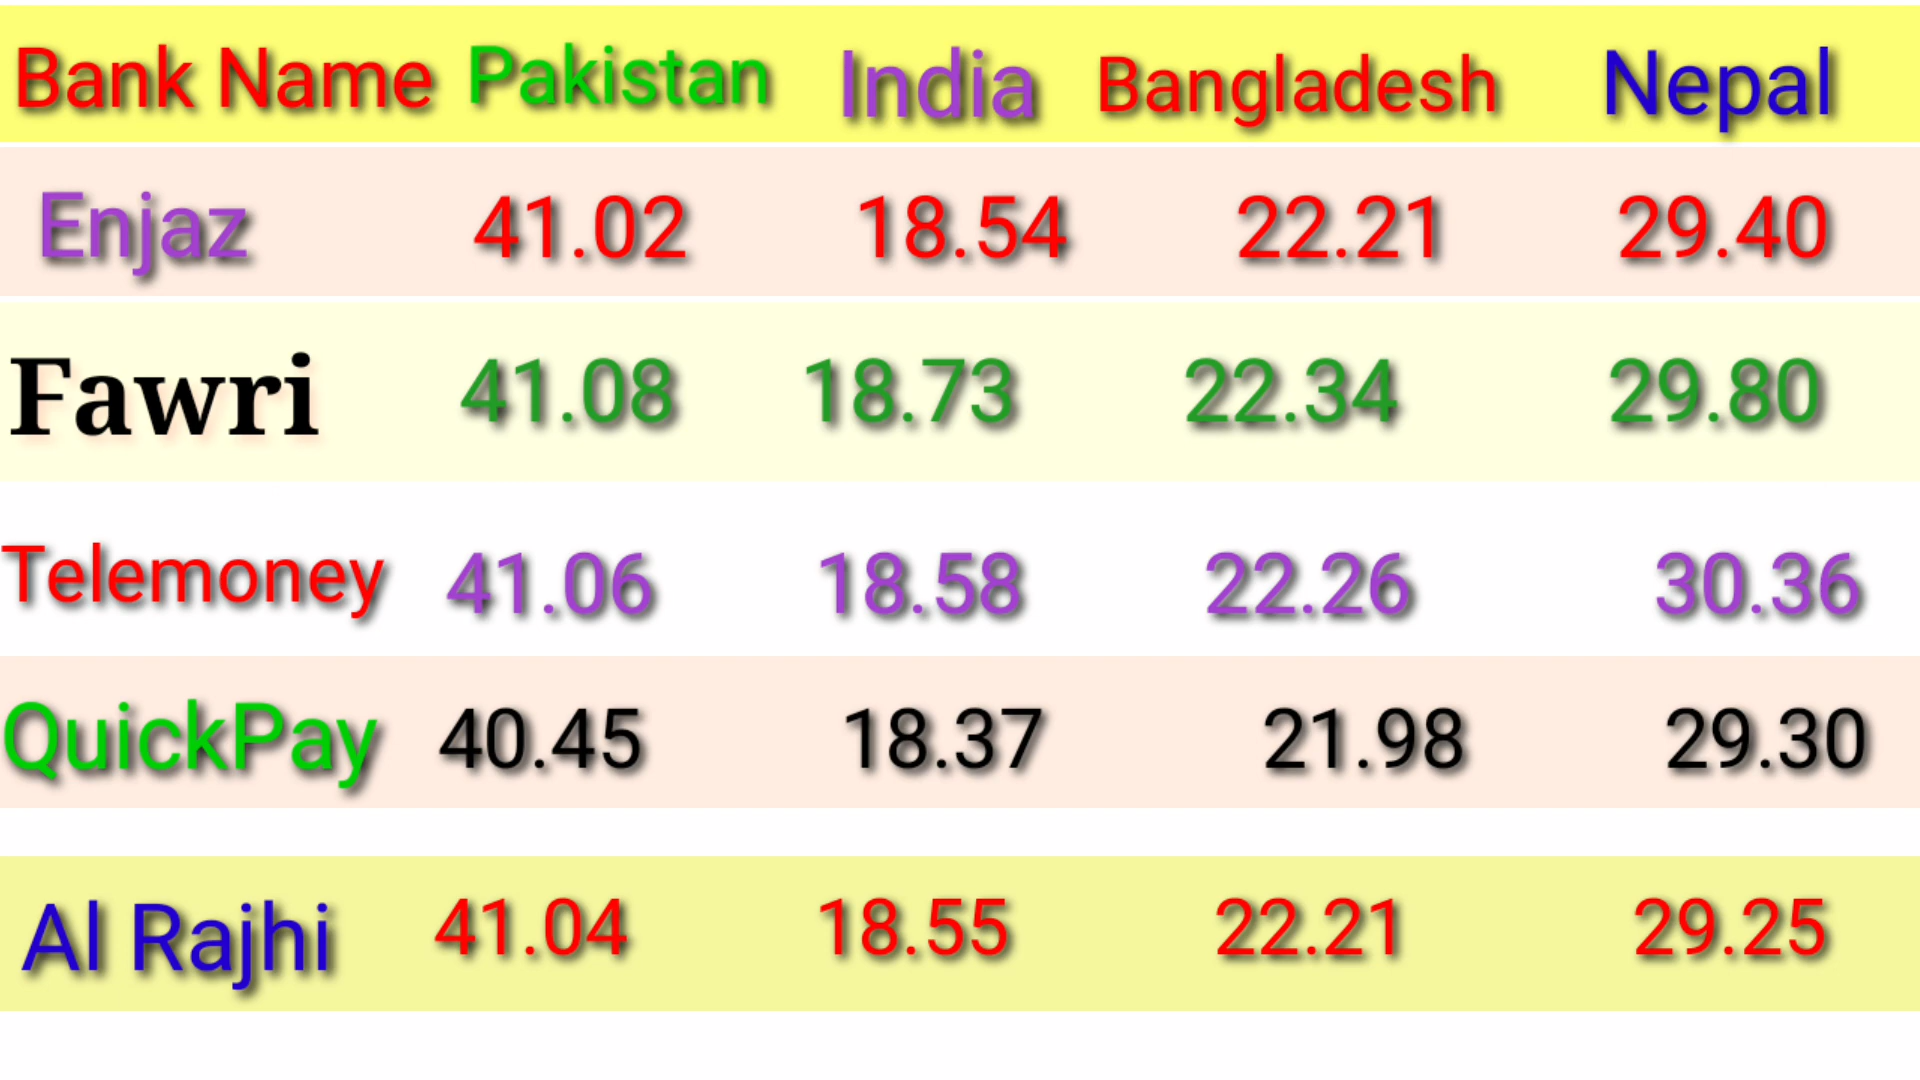 Bank Name Pakistan India Bangladesh Nepal
Enjaz 41.02 18.54 22.21 29.40
Fawri 41.08 18.73 22.34 29.80
Telemoney 41.06 18.58 22.26 30.36
QuickPay 40.45 18.37 21.98 29.30
Al Rajhi 41.04 18.55 22.21 29.25